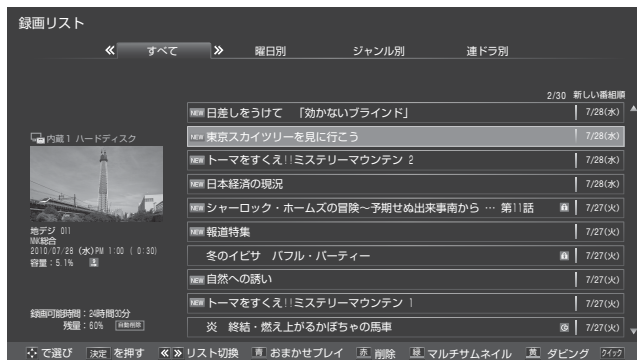 録画リスト
すべて 曜日別 ジャンル別 連ドラ別
2/30 新しい番組順
NEW 日差しをうけて 「効かないブラインド」 7/28(水)
内蔵1 ハードディスク
NEW 東京スカイツリーを見に行こう 7/28(水)
NEW トーマをすくえ!!ミステリーマウンテン 2 7/28(水)
NEW 日本経済の現況 7/28(水)
NEW シャーロック・ホームズの冒険~予期せぬ出来事南から … 第11話 7/27(火)
地デジ 011
NNK総合
2010/07/28 (水)PM 1:00 ( 0:30)
容量:5.1%
NEW 報道特集 7/27(火)
冬のイビサ バフル・パーティー 7/27(火)
NEW 自然への誘い 7/27(火)
NEW トーマをすくえ!!ミステリーマウンテン 1 7/27(火)
炎 終結・燃え上がるかぼちゃの馬車 7/27(火)
録画可能時間:24時間30分
残量:60% 自動削除
で選び 決定 を押す リスト切換 青 おまかせプレイ 赤 削除 緑 マルチサムネイル 黄 ダビング クイック